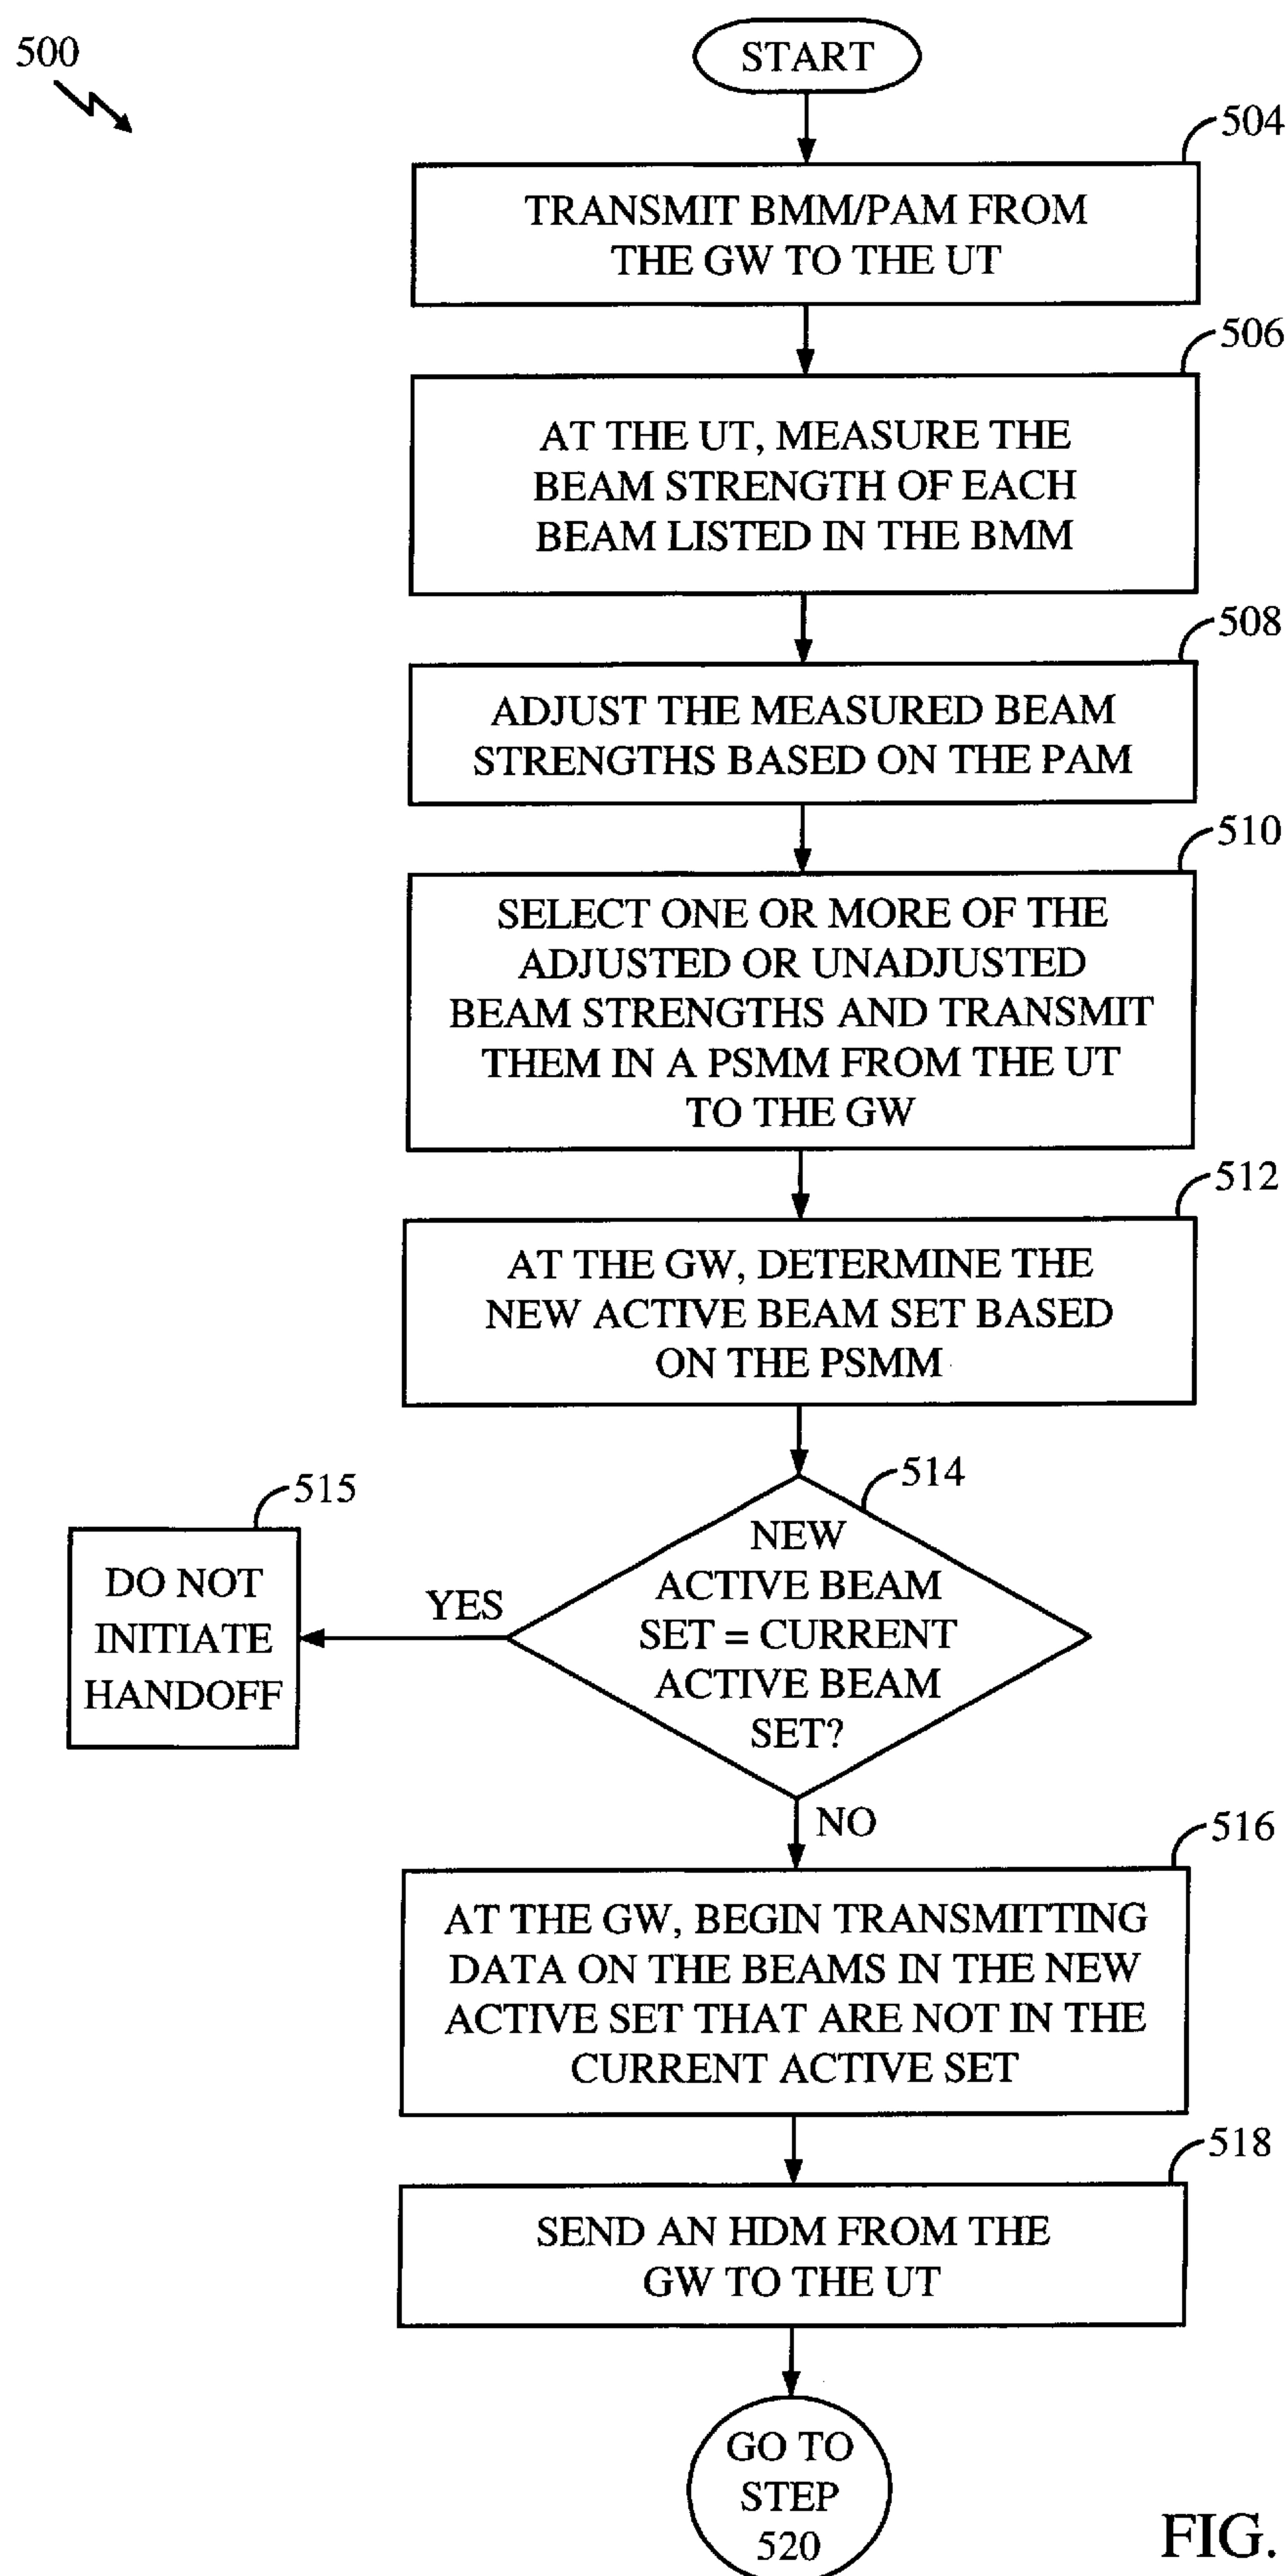 500
START
504
TRANSMIT BMM/PAM FROM
THE GW TO THE UT
506
AT THE UT, MEASURE THE
BEAM STRENGTH OF EACH
BEAM LISTED IN THE BMM
508
ADJUST THE MEASURED BEAM
STRENGTHS BASED ON THE PAM
510
SELECT ONE OR MORE OF THE
ADJUSTED OR UNADJUSTED
BEAM STRENGTHS AND TRANSMIT
THEM IN A PSMM FROM THE UT
TO THE GW
512
AT THE GW, DETERMINE THE
NEW ACTIVE BEAM SET BASED
ON THE PSMM
514
NEW
ACTIVE BEAM
SET = CURRENT
ACTIVE BEAM
SET?
YES
515
DO NOT
INITIATE
HANDOFF
NO
516
AT THE GW, BEGIN TRANSMITTING
DATA ON THE BEAMS IN THE NEW
ACTIVE SET THAT ARE NOT IN THE
CURRENT ACTIVE SET
518
SEND AN HDM FROM THE
GW TO THE UT
GO TO
STEP
520
FIG.